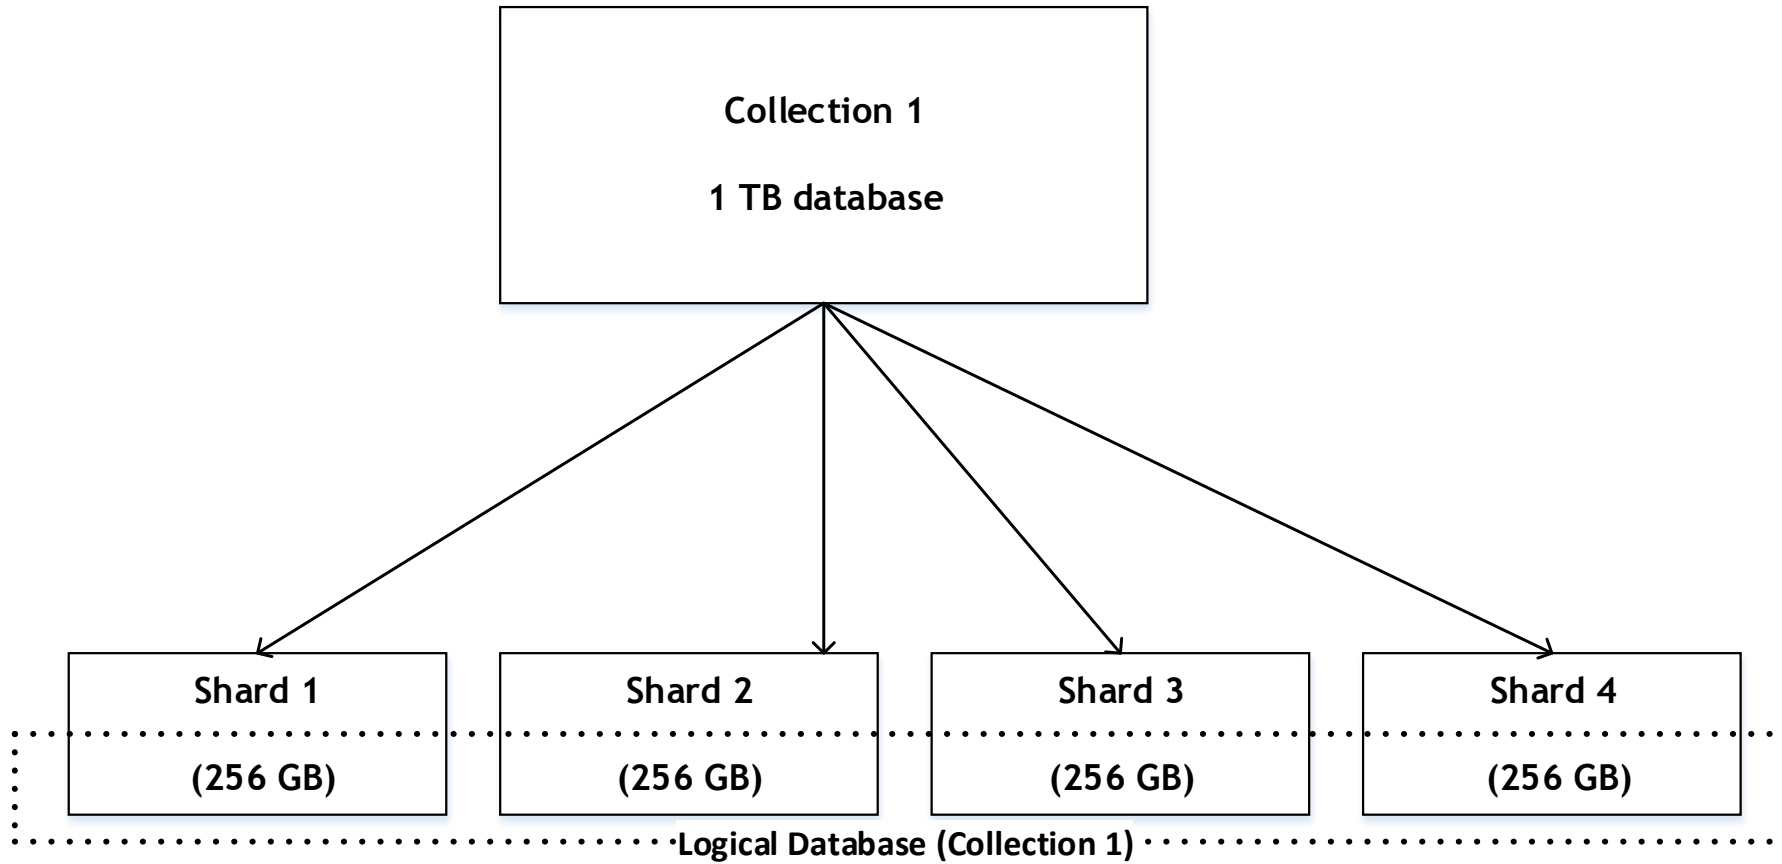 Collection 1
1 TB database
Shard 1
Shard 2
Shard 3
Shard 4
(256 GB)
(256 GB)
(256 GB)
(256 GB)
Logical Database (Collection 1)